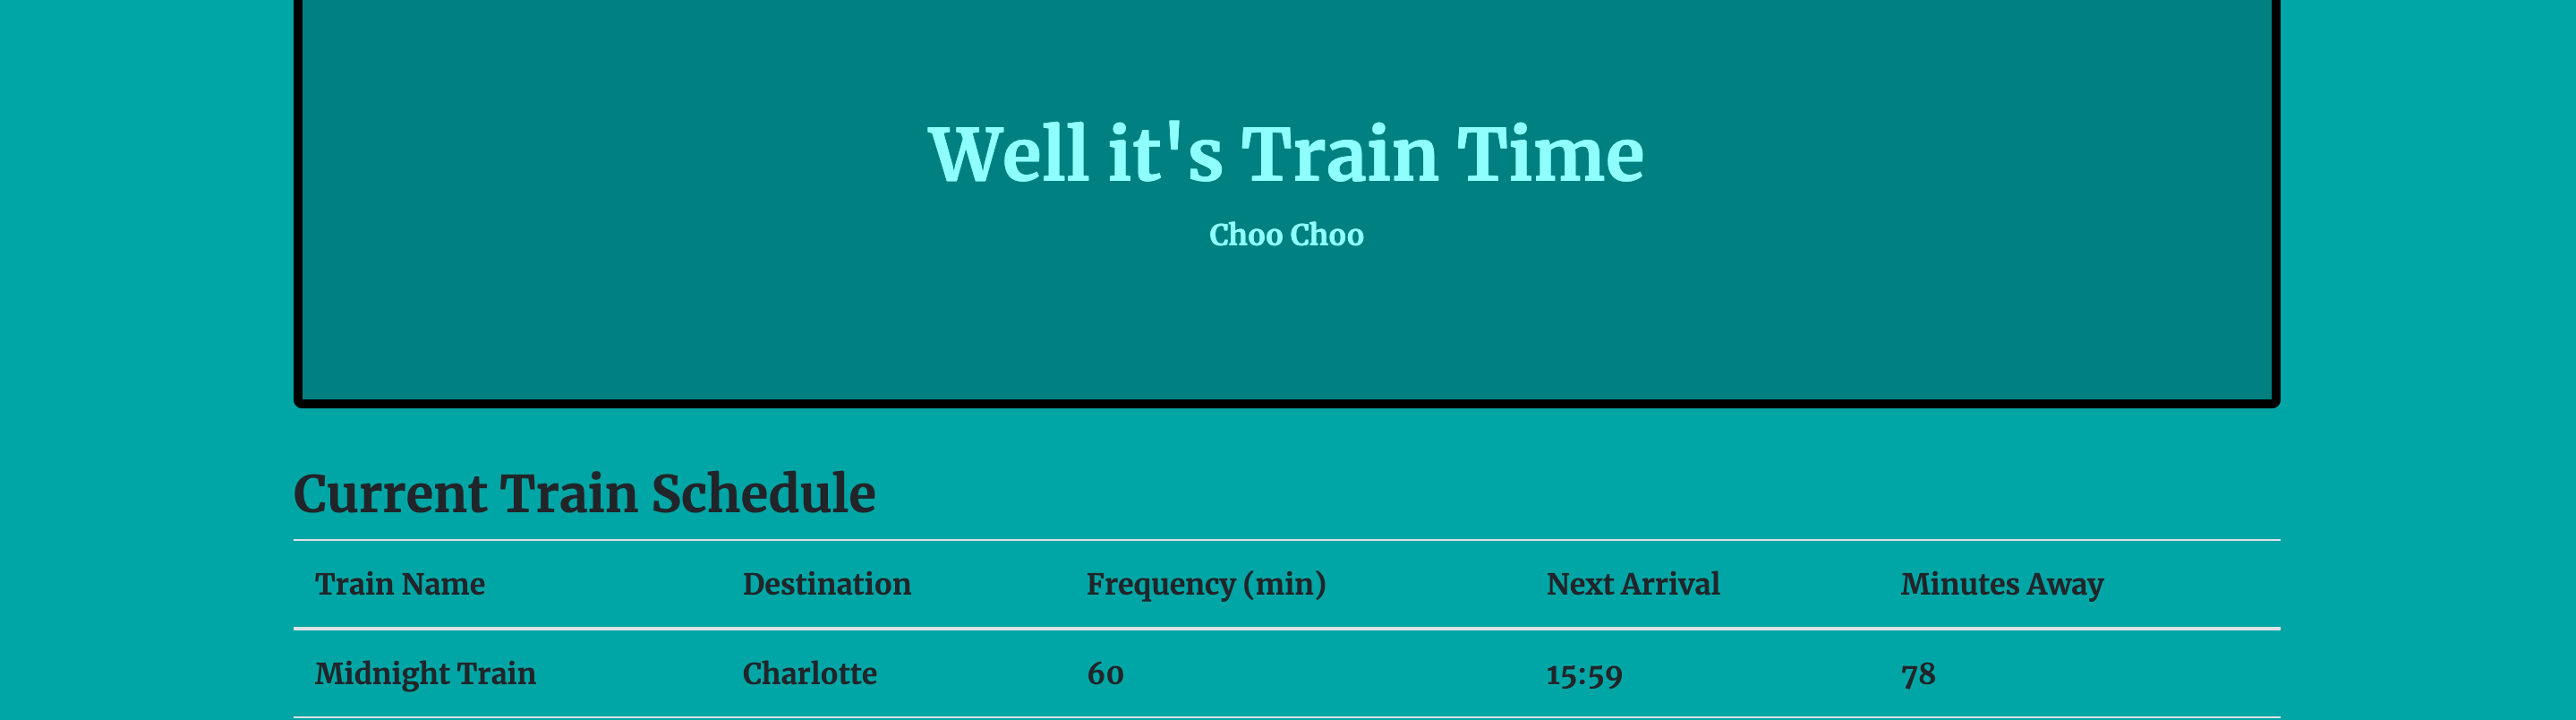 Well it's Train Time
Choo Choo
Current Train Schedule
Train Name Destination Frequency (min) Next Arrival Minutes Away
Midnight Train Charlotte 60 15:59 78